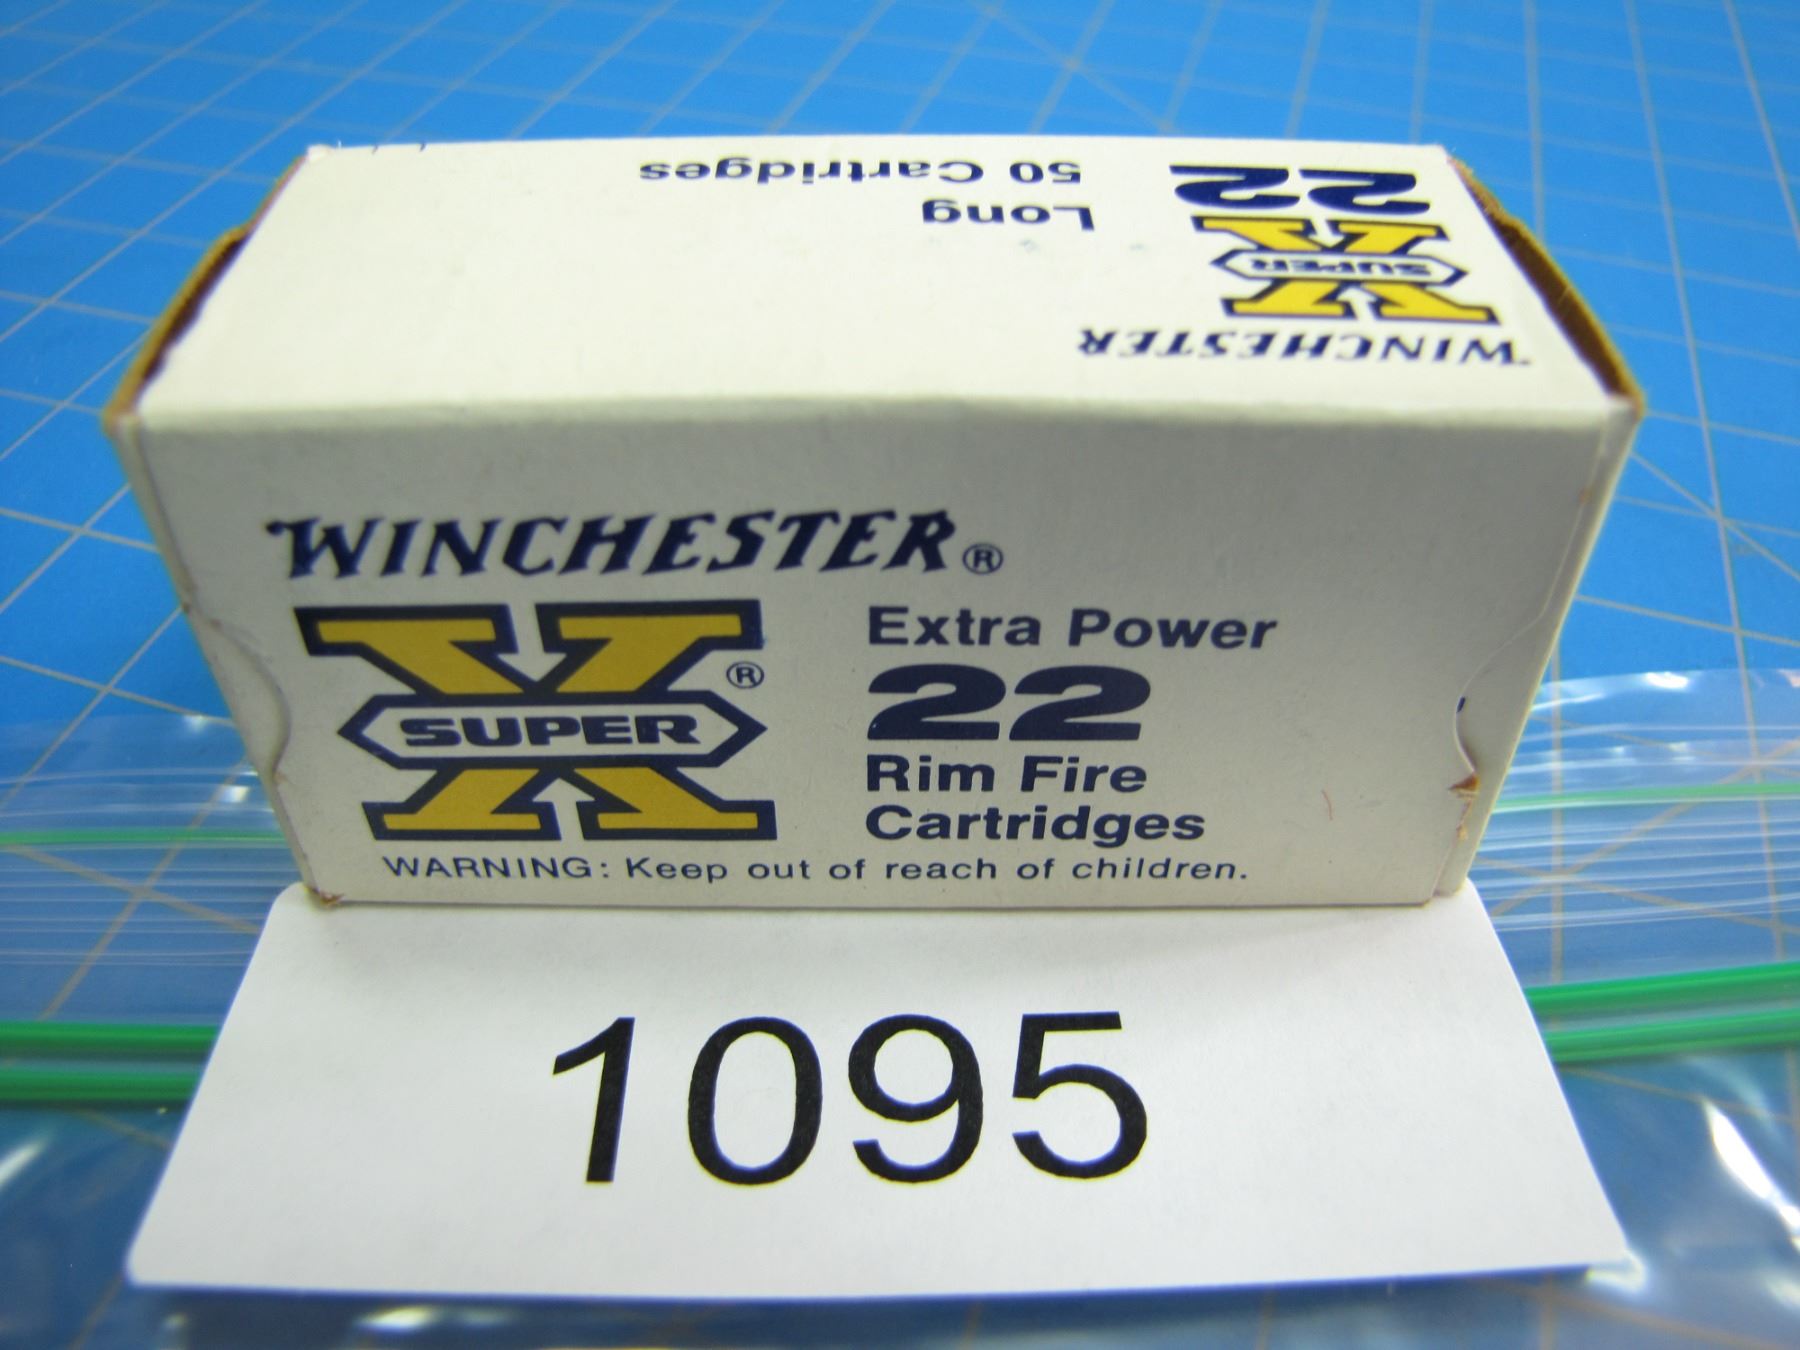 50 Cartridges
Long
22
SUPER X
WINCHESTER
WINCHESTER®
SUPER X®
Extra Power
22
Rim Fire
Cartridges
WARNING: Keep out of reach of children.
1095